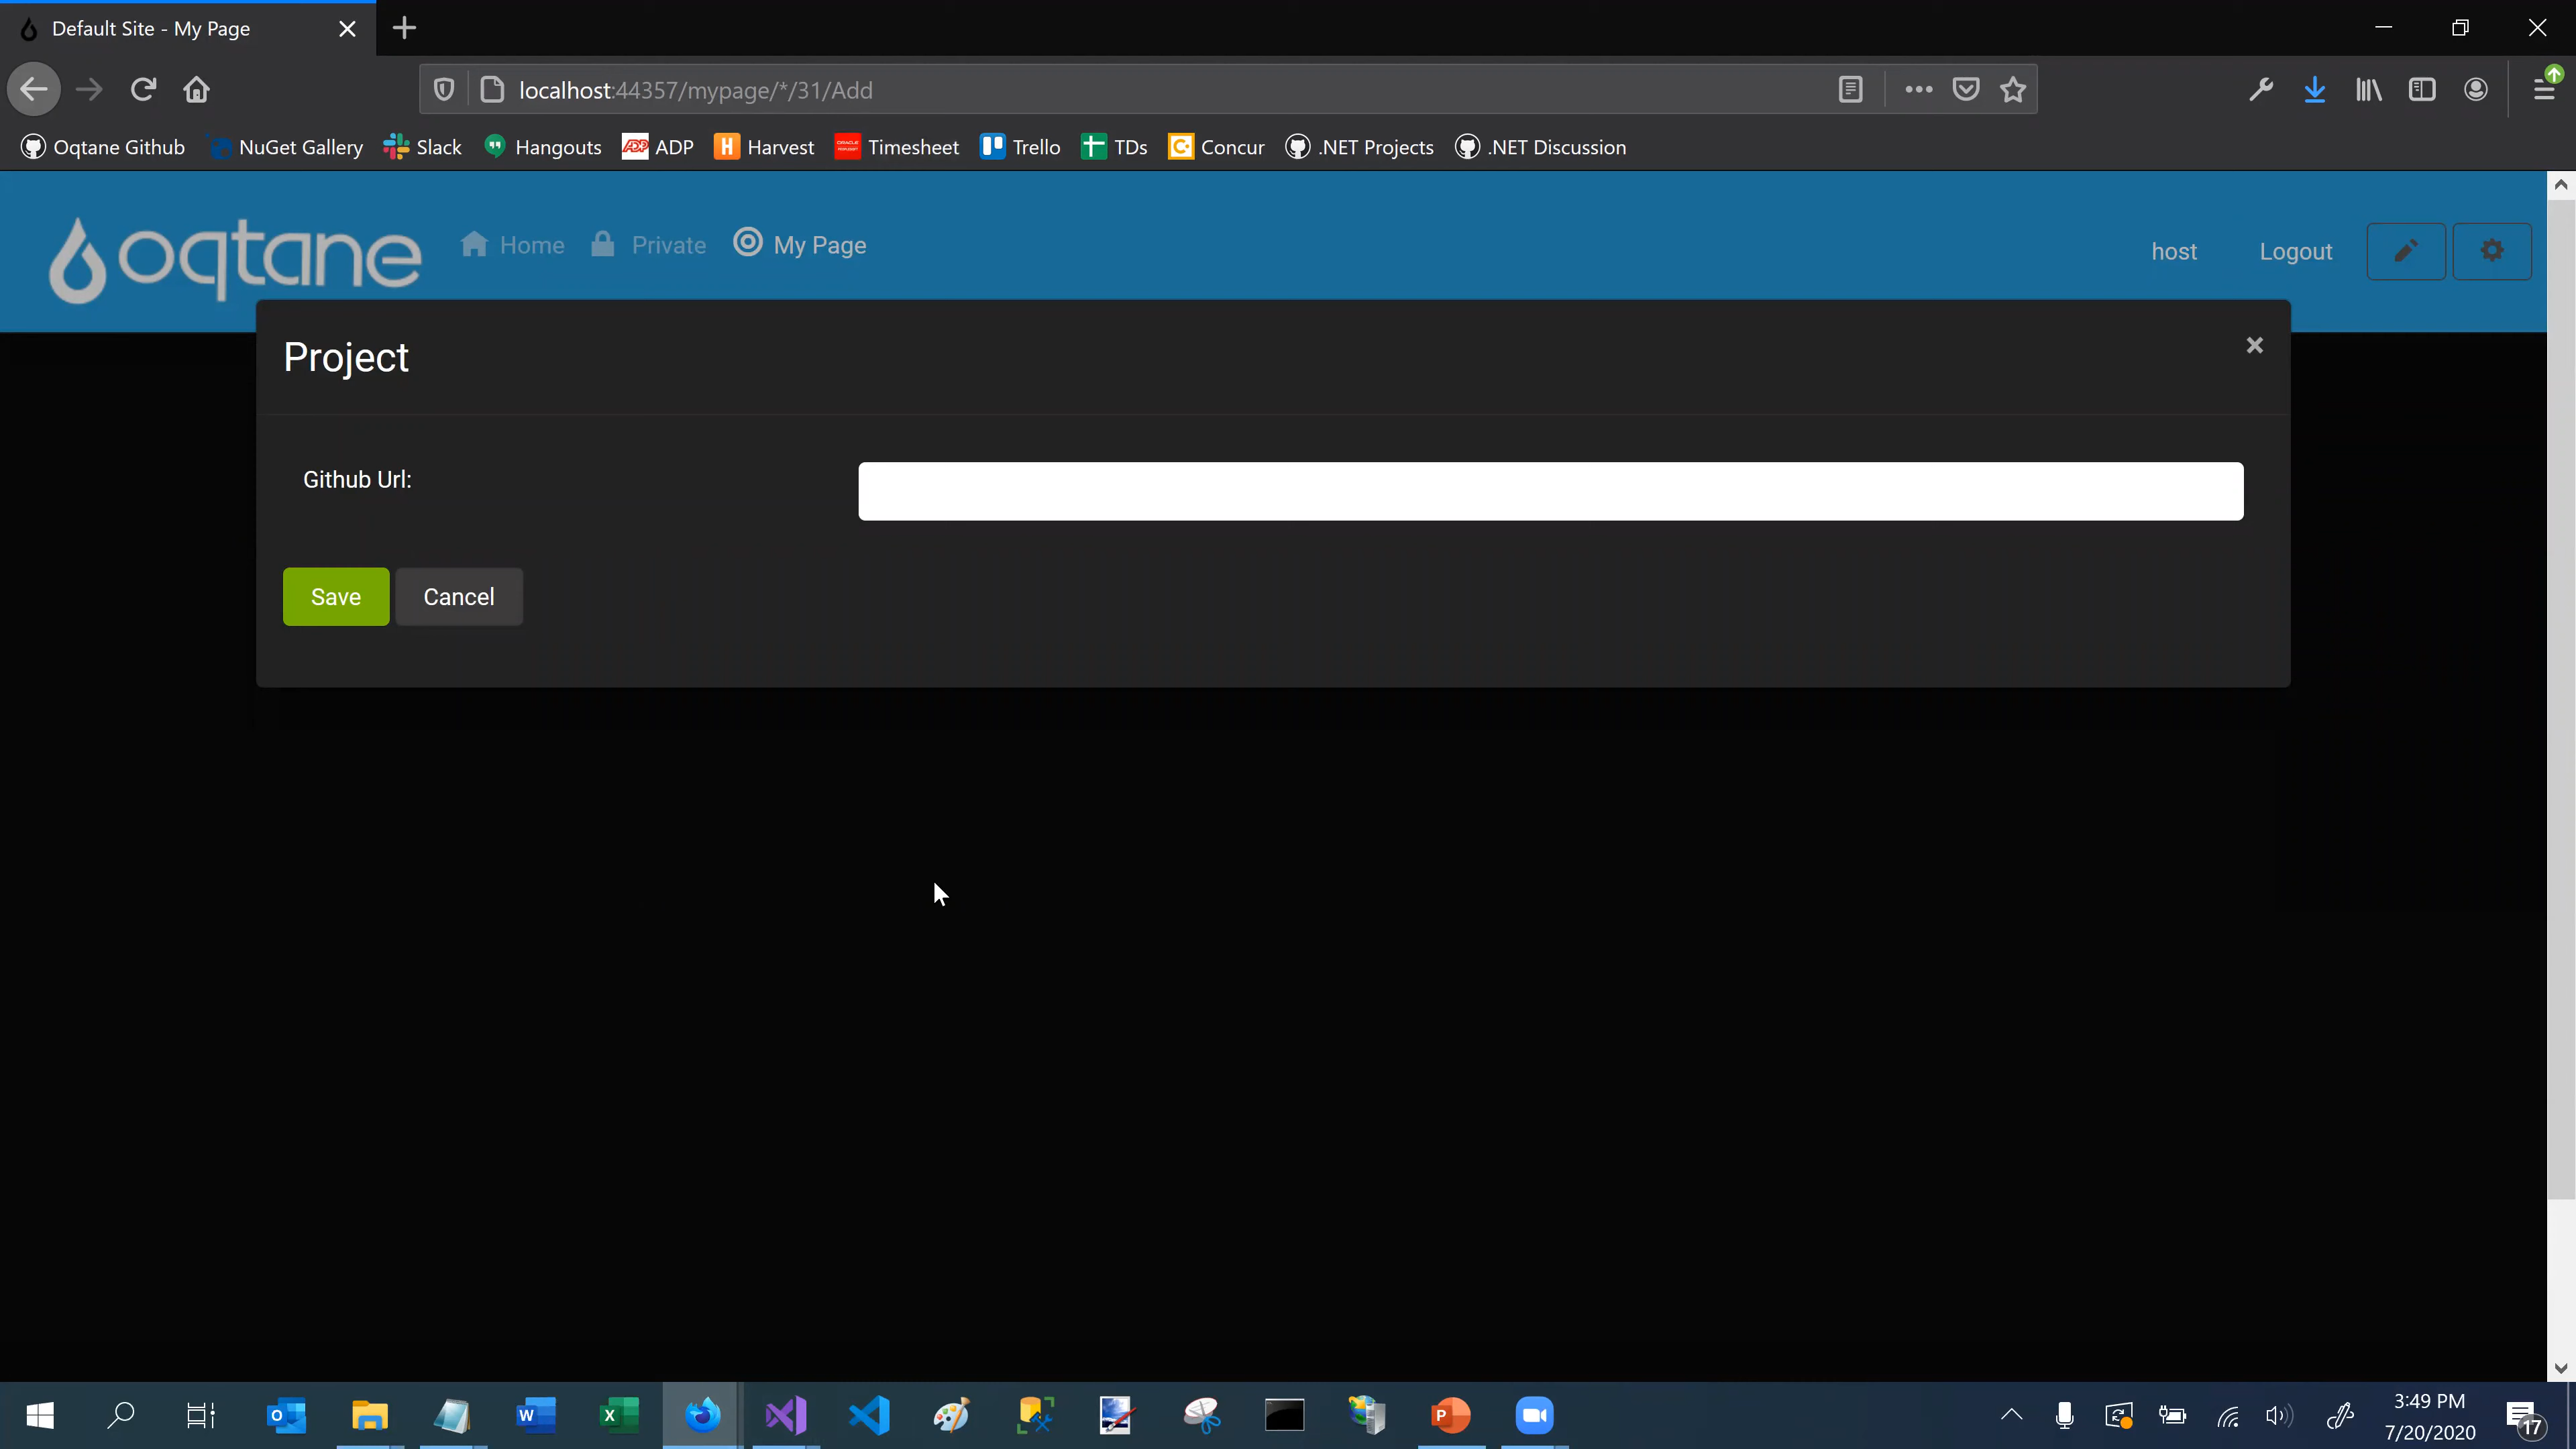 Default Site - My Page
localhost:44357/mypage/*/31/Add
Oqtane Github NuGet Gallery Slack Hangouts ADP Harvest Timesheet Trello TDs Concur .NET Projects .NET Discussion
oqtane Home Private My Page host Logout
Project
Github Url:
Save Cancel
3:49 PM
7/20/2020
17